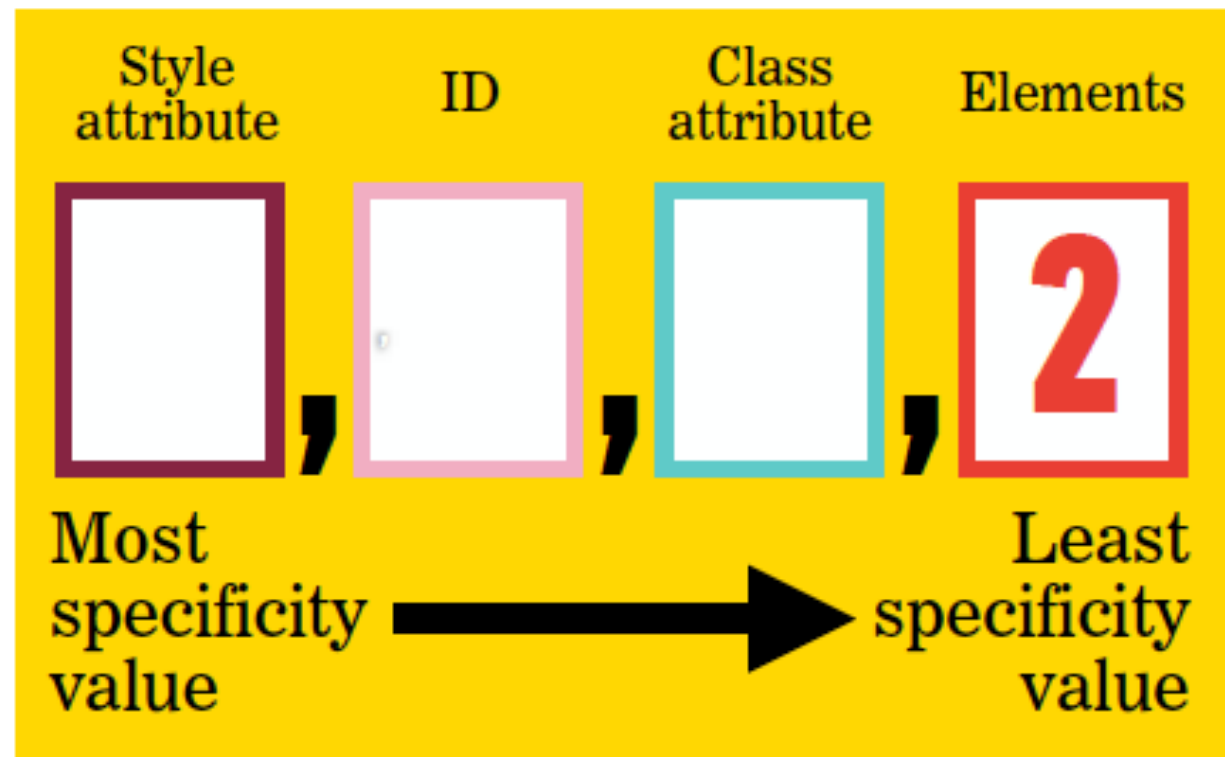 Style
attribute
ID
Class
attribute
Elements
, , , 2
Most
specificity
value
Least
specificity
value